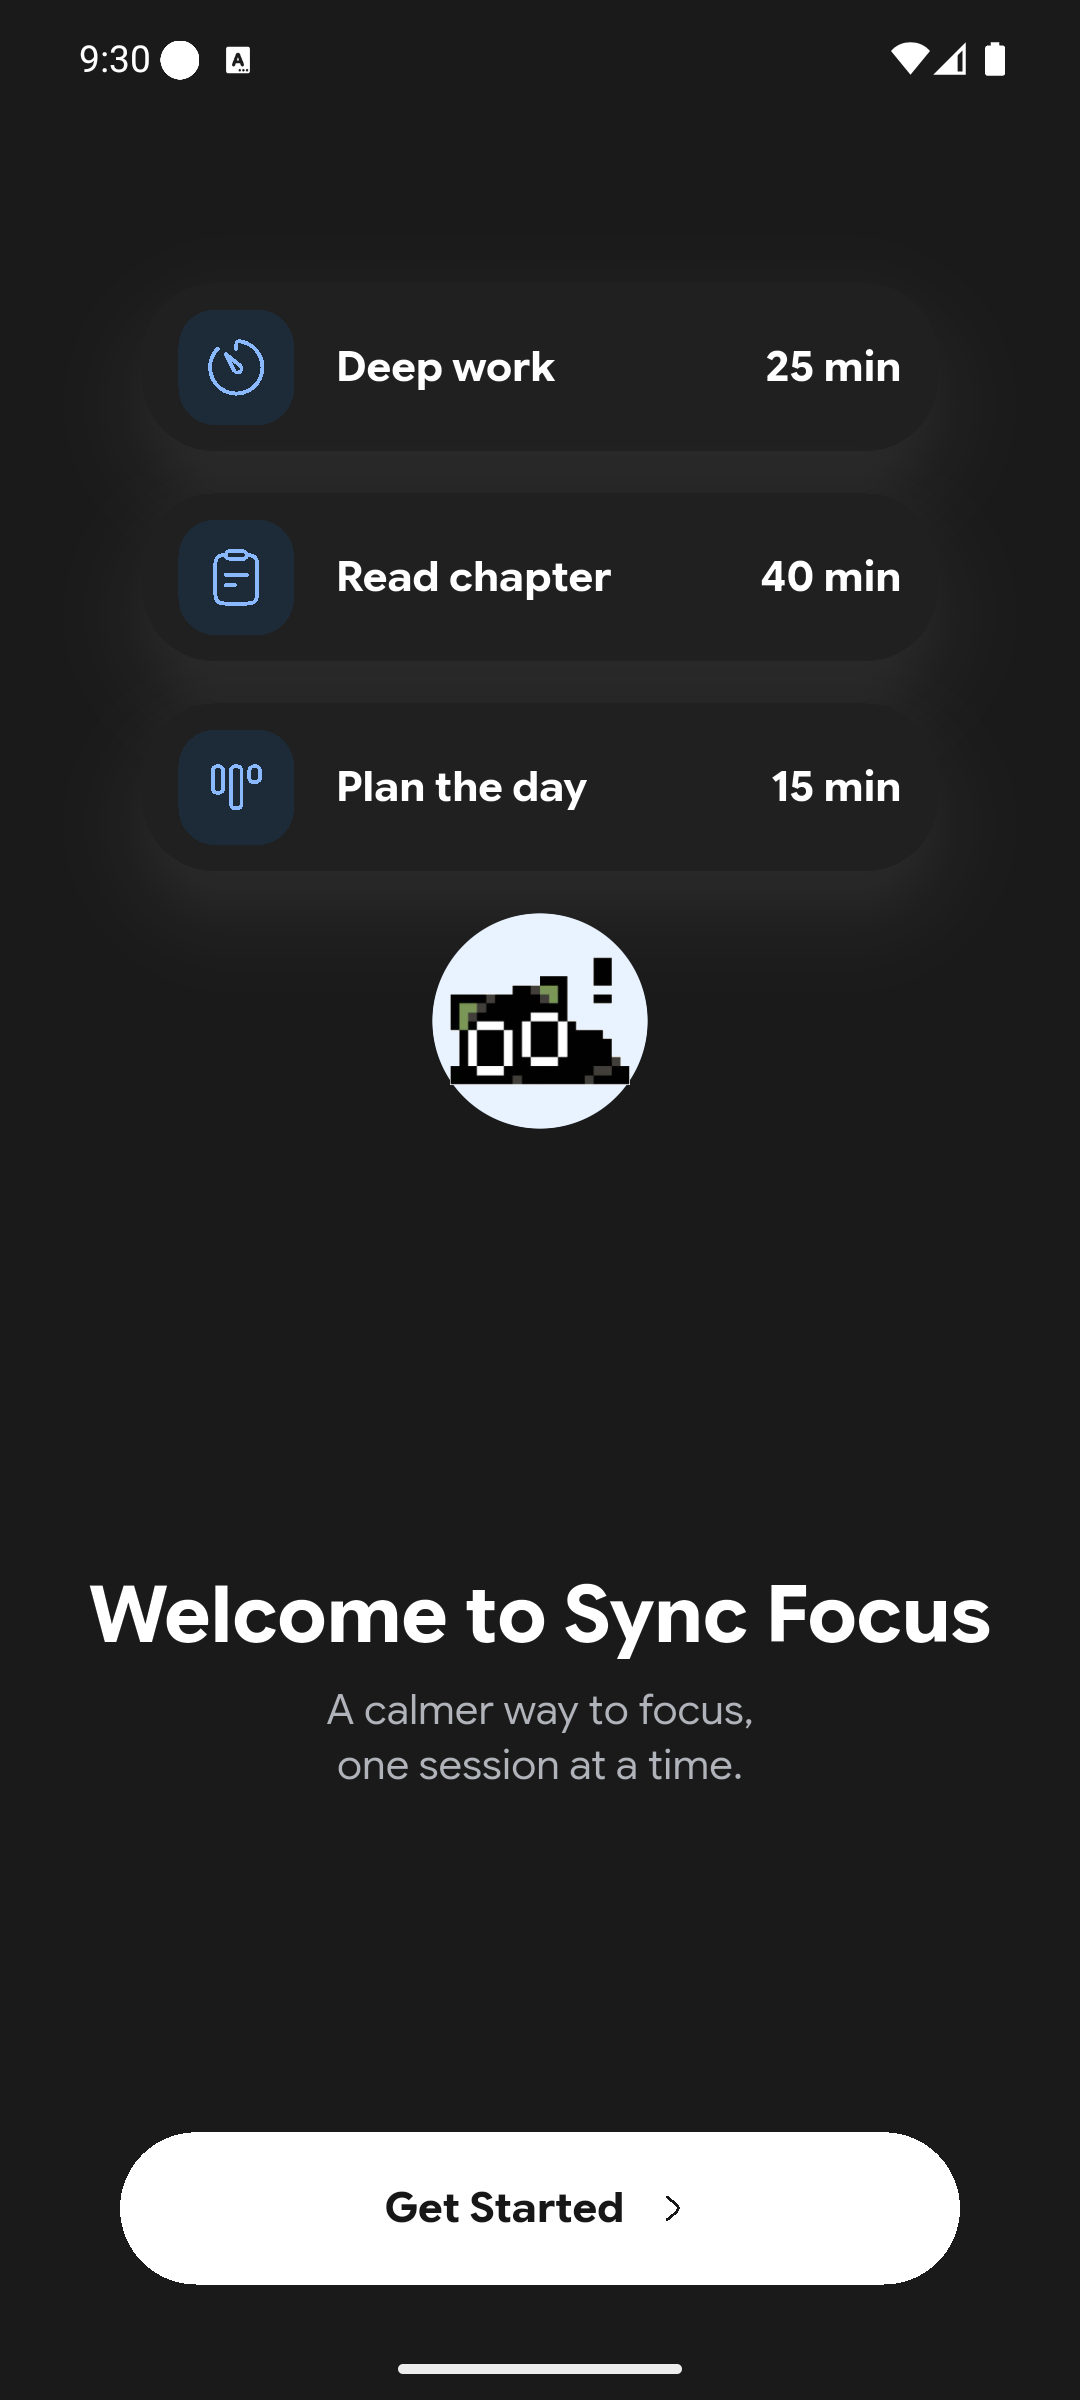 9:30
Deep work 25 min
Read chapter 40 min
Plan the day 15 min
Welcome to Sync Focus
A calmer way to focus,
one session at a time.
Get Started